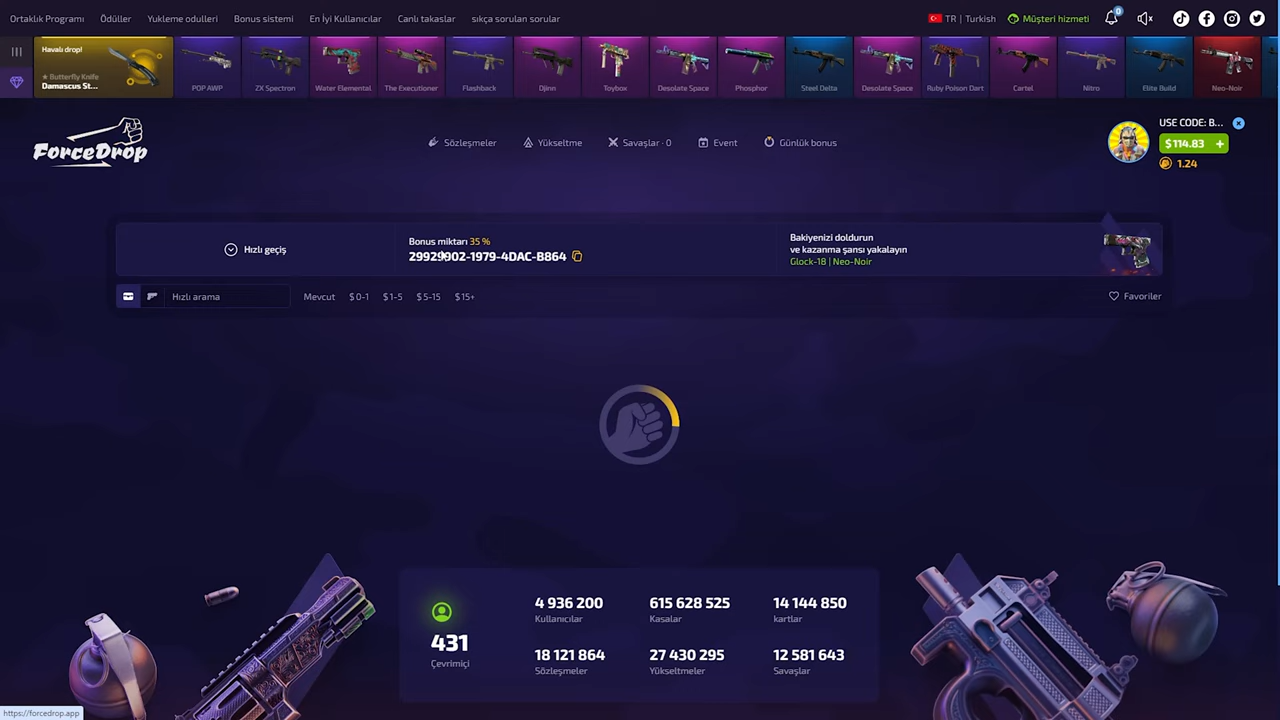 Ortaklık Programı Ödüller Yukleme odulleri Bonus sistemi En İyi Kullanıcılar Canlı takaslar sıkça sorulan sorular TR | Turkish Müşteri hizmeti 0
Havalı drop!
★ Butterfly Knife
Damascus St...
POP AWP ZX Spectron Water Elemental The Executioner Flashback Djinn Toybox Desolate Space Phosphor Steel Delta Desolate Space Ruby Poison Dart Cartel Nitro Elite Build Neo-Noir
ForceDrop
Sözleşmeler Yükseltme Savaşlar · 0 Event Günlük bonus
USE CODE: B...
$114.83 +
1.24
Hızlı geçiş
Bonus miktarı 35 %
29929902-1979-4DAC-B864
Bakiyenizi doldurun
ve kazanma şansı yakalayın
Glock-18 | Neo-Noir
Hızlı arama Mevcut $ 0-1 $ 1-5 $ 5-15 $ 15+ Favoriler
431
Çevrimiçi
4 936 200 615 628 525 14 144 850
Kullanıcılar Kasalar kartlar
18 121 864 27 430 295 12 581 643
Sözleşmeler Yükseltmeler Savaşlar
https://forcedrop.app